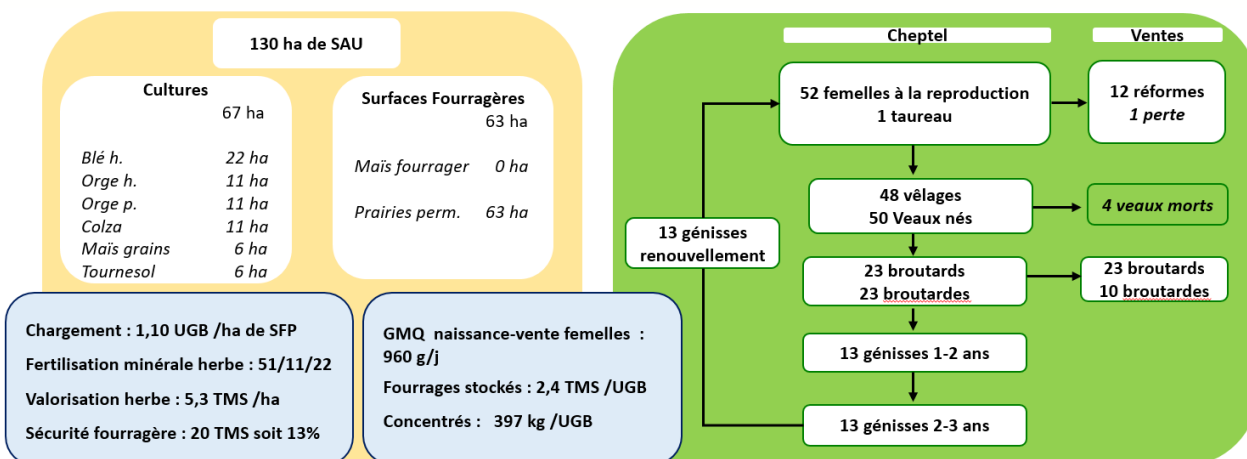 130 ha de SAU
Cultures
67 ha
Blé h. 22 ha
Orge h. 11 ha
Orge p. 11 ha
Colza 11 ha
Maïs grains 6 ha
Tournesol 6 ha
Surfaces Fourragères
63 ha
Maïs fourrager 0 ha
Prairies perm. 63 ha
Chargement : 1,10 UGB /ha de SFP
Fertilisation minérale herbe : 51/11/22
Valorisation herbe : 5,3 TMS /ha
Sécurité fourragère : 20 TMS soit 13%
GMQ naissance-vente femelles :
960 g/j
Fourrages stockés : 2,4 TMS /UGB
Concentrés : 397 kg /UGB
Cheptel
Ventes
52 femelles à la reproduction
1 taureau
12 réformes
1 perte
48 vêlages
50 Veaux nés
4 veaux morts
13 génisses
renouvellement
23 broutards
23 broutardes
23 broutards
10 broutardes
13 génisses 1-2 ans
13 génisses 2-3 ans